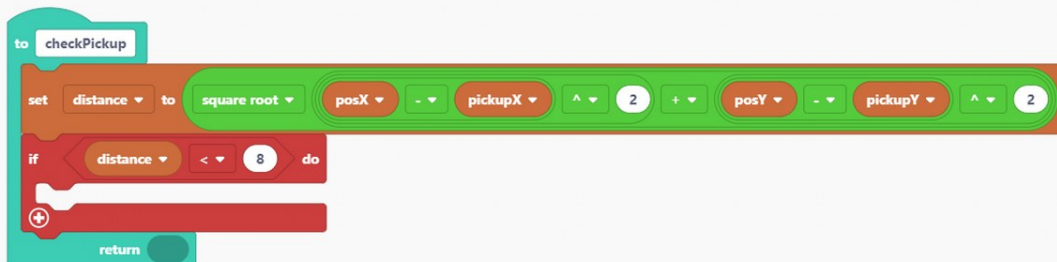 to checkPickup
set distance to square root posX - pickupX ^ 2 + posY - pickupY ^ 2
if distance < 8 do
return